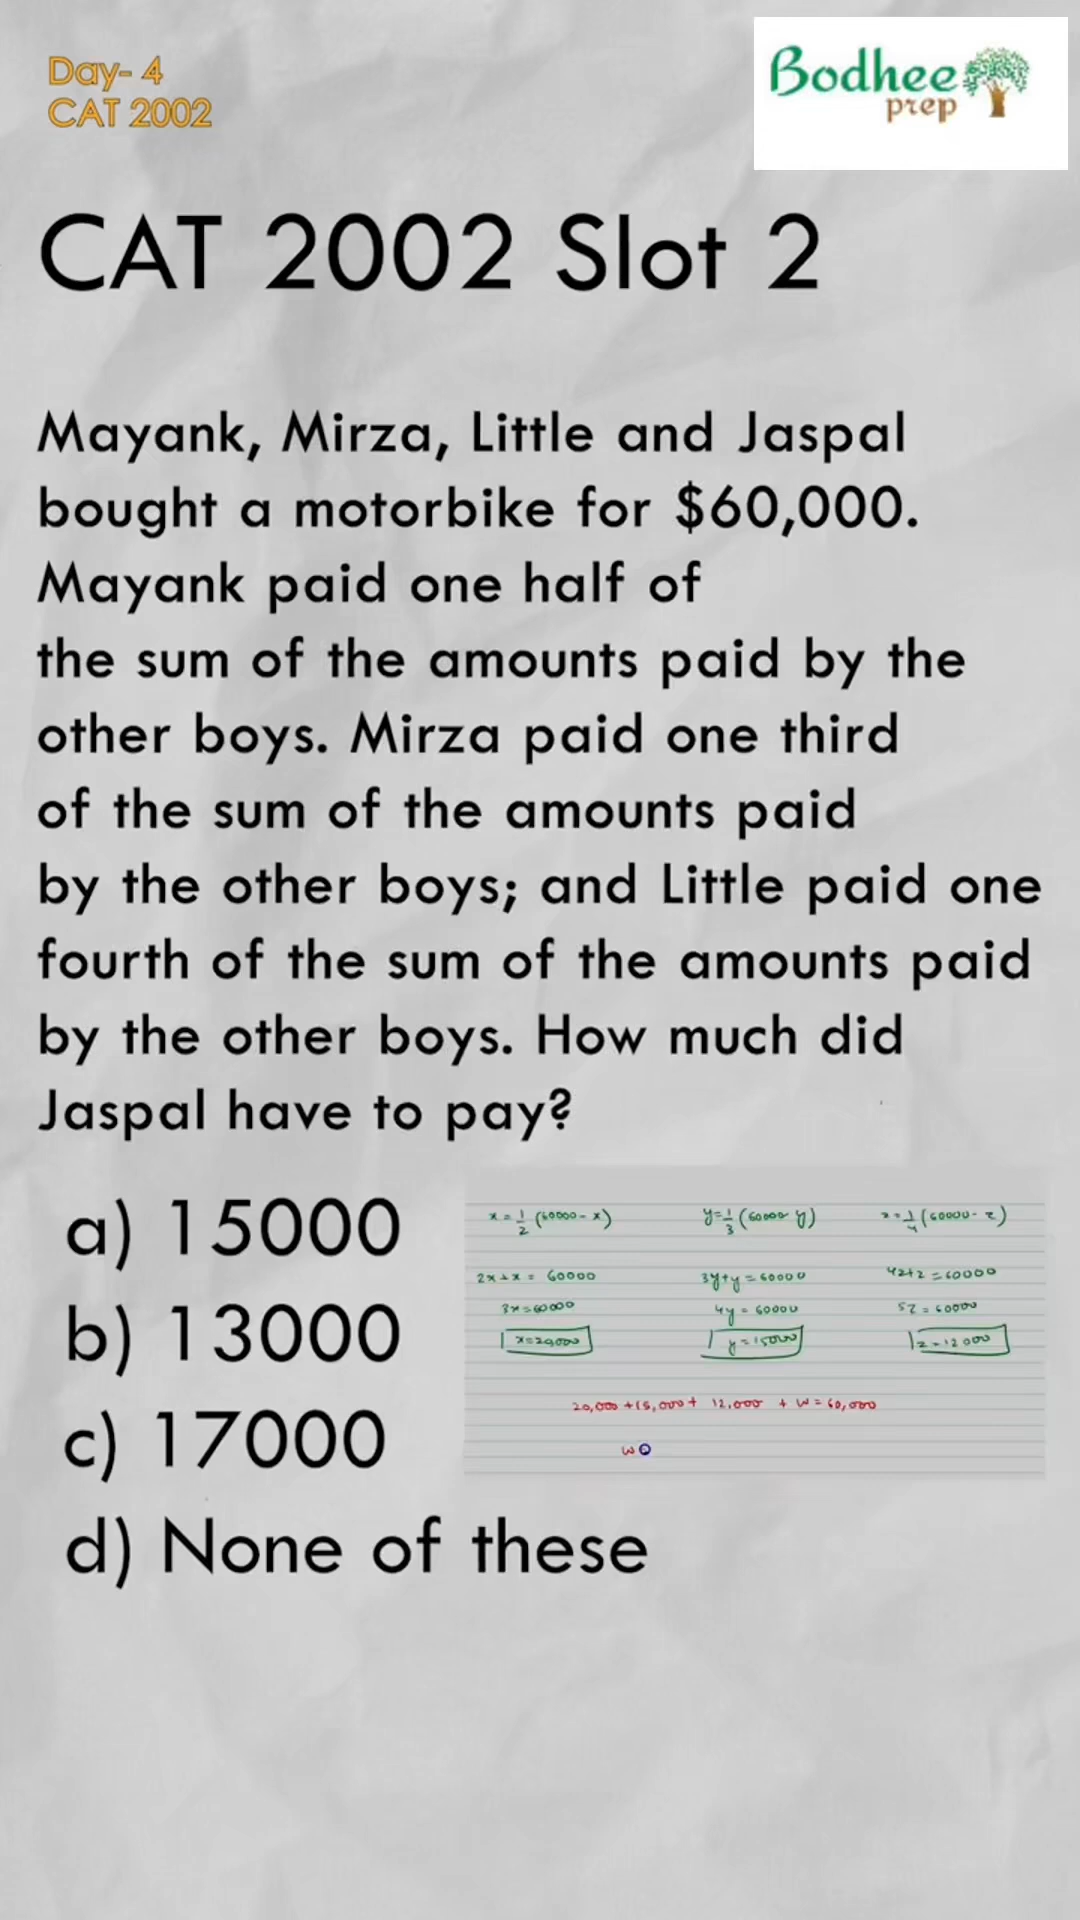 Day- 4
CAT 2002
Bodhee
prep
CAT 2002 Slot 2
Mayank, Mirza, Little and Jaspal
bought a motorbike for $60,000.
Mayank paid one half of
the sum of the amounts paid by the
other boys. Mirza paid one third
of the sum of the amounts paid
by the other boys; and Little paid one
fourth of the sum of the amounts paid
by the other boys. How much did
Jaspal have to pay?
a) 15000
b) 13000
c) 17000
d) None of these
x = 1/2 (60000 - x) y = 1/3 (60000 y) z = 1/4 (60000 - z)
2x + x = 60000 3y + y = 60000 4z + z = 60000
3x = 60000 4y = 60000 5z = 60000
x = 20000 y = 15000 z = 12000
20,000 + 15,000 + 12,000 + w = 60,000
w